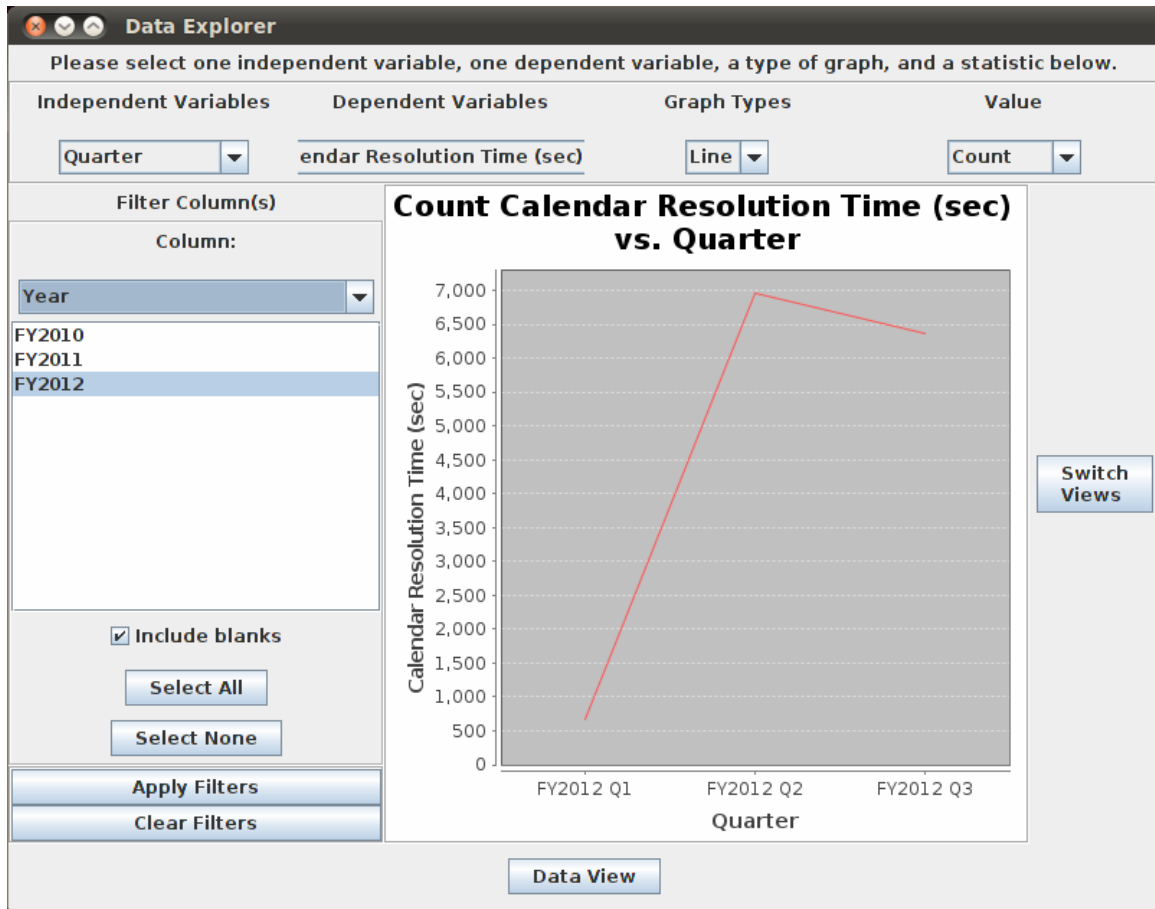 Data Explorer
Please select one independent variable, one dependent variable, a type of graph, and a statistic below.
Independent Variables
Dependent Variables
Graph Types
Value
Quarter
endar Resolution Time (sec)
Line
Count
Filter Column(s)
Column:
Year
FY2010
FY2011
FY2012
Include blanks
Select All
Select None
Apply Filters
Clear Filters
Count Calendar Resolution Time (sec)
vs. Quarter
Calendar Resolution Time (sec)
7,000
6,500
6,000
5,500
5,000
4,500
4,000
3,500
3,000
2,500
2,000
1,500
1,000
500
0
FY2012 Q1
FY2012 Q2
FY2012 Q3
Quarter
Switch
Views
Data View